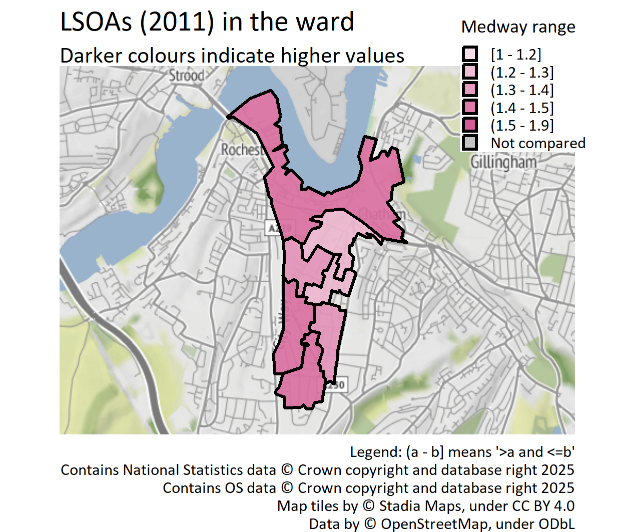 LSOAs (2011) in the ward
Darker colours indicate higher values
Medway range
[1 - 1.2]
(1.2 - 1.3]
(1.3 - 1.4]
(1.4 - 1.5]
(1.5 - 1.9]
Not compared
Strood
Rochest
Gillingham
Legend: (a - b] means '>a and <=b'
Contains National Statistics data © Crown copyright and database right 2025
Contains OS data © Crown copyright and database right 2025
Map tiles by © Stadia Maps, under CC BY 4.0
Data by © OpenStreetMap, under ODbL